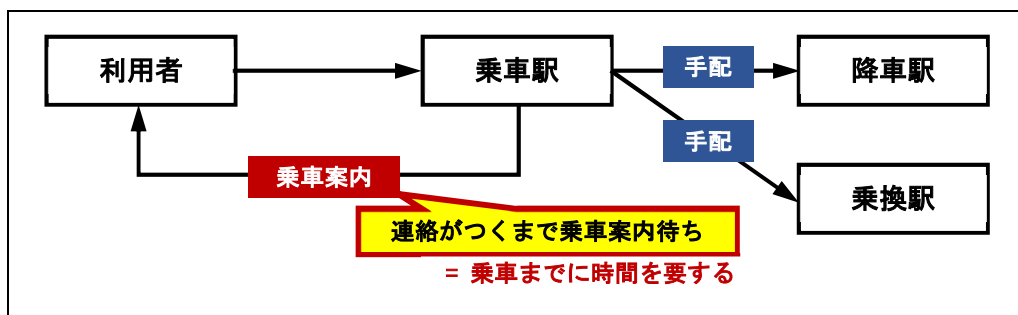 利用者
乗車駅
手配
降車駅
手配
乗車案内
乗換駅
連絡がつくまで乗車案内待ち
= 乗車までに時間を要する